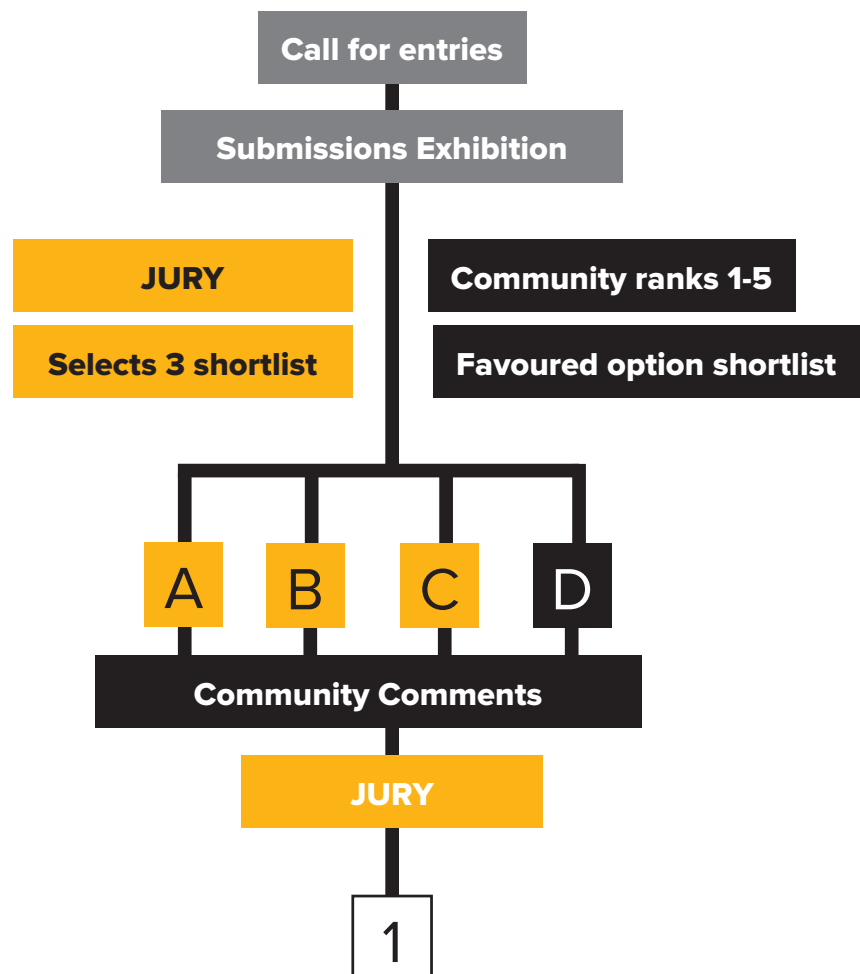 Call for entries
Submissions Exhibition
JURY
Community ranks 1-5
Selects 3 shortlist
Favoured option shortlist
A
B
C
D
Community Comments
JURY
1